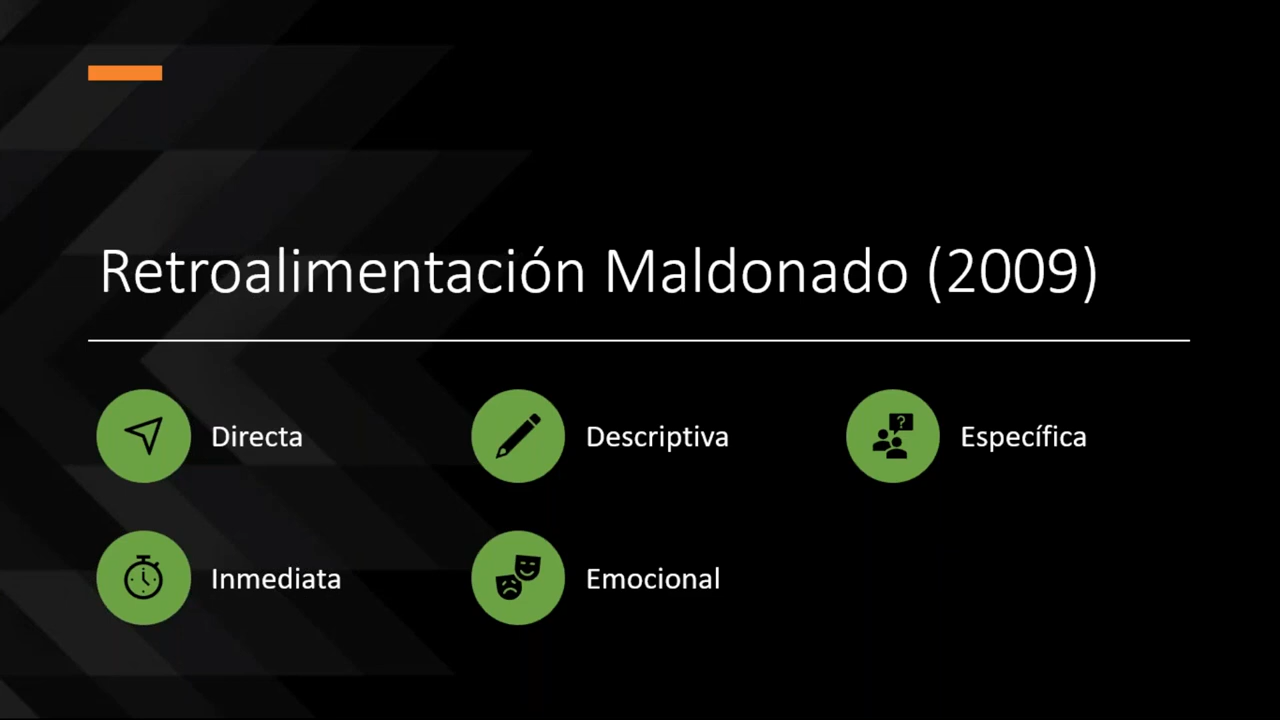 Retroalimentación Maldonado (2009)
Directa
Descriptiva
?
Específica
Inmediata
Emocional